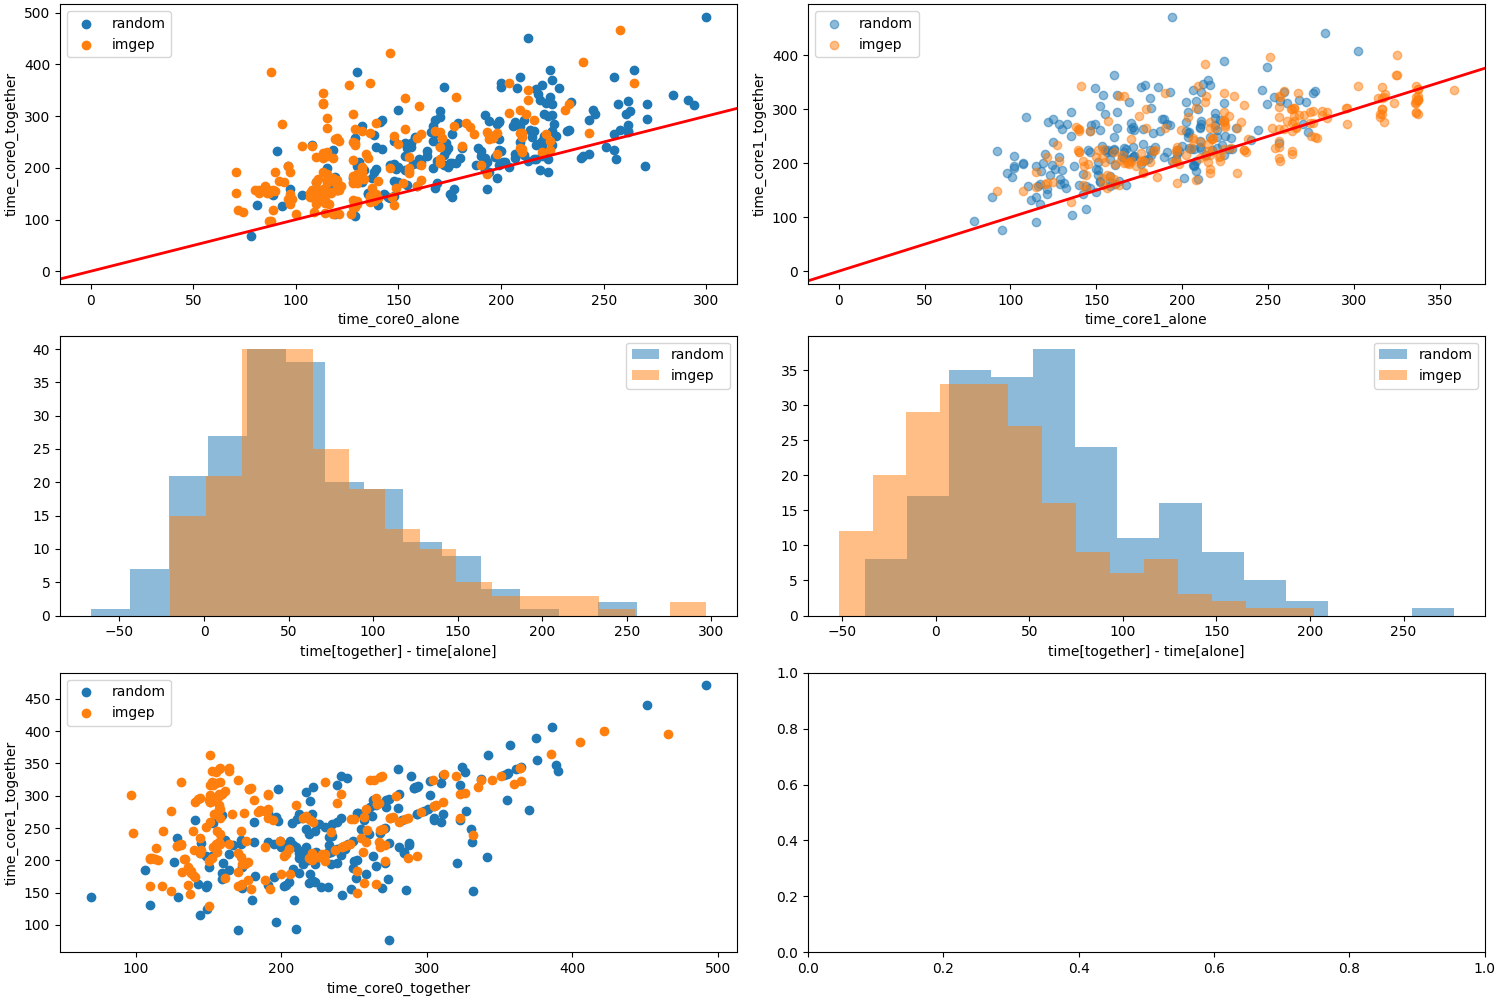 500
400
300
200
100
0
time_core0_together
random
imgep
0 50 100 150 200 250 300
time_core0_alone
400
300
200
100
0
time_core1_together
random
imgep
0 50 100 150 200 250 300 350
time_core1_alone
40
35
30
25
20
15
10
5
0
random
imgep
−50 0 50 100 150 200 250 300
time[together] - time[alone]
35
30
25
20
15
10
5
0
random
imgep
−50 0 50 100 150 200 250
time[together] - time[alone]
450
400
350
300
250
200
150
100
time_core1_together
random
imgep
100 200 300 400 500
time_core0_together
1.0
0.8
0.6
0.4
0.2
0.0
0.0 0.2 0.4 0.6 0.8 1.0